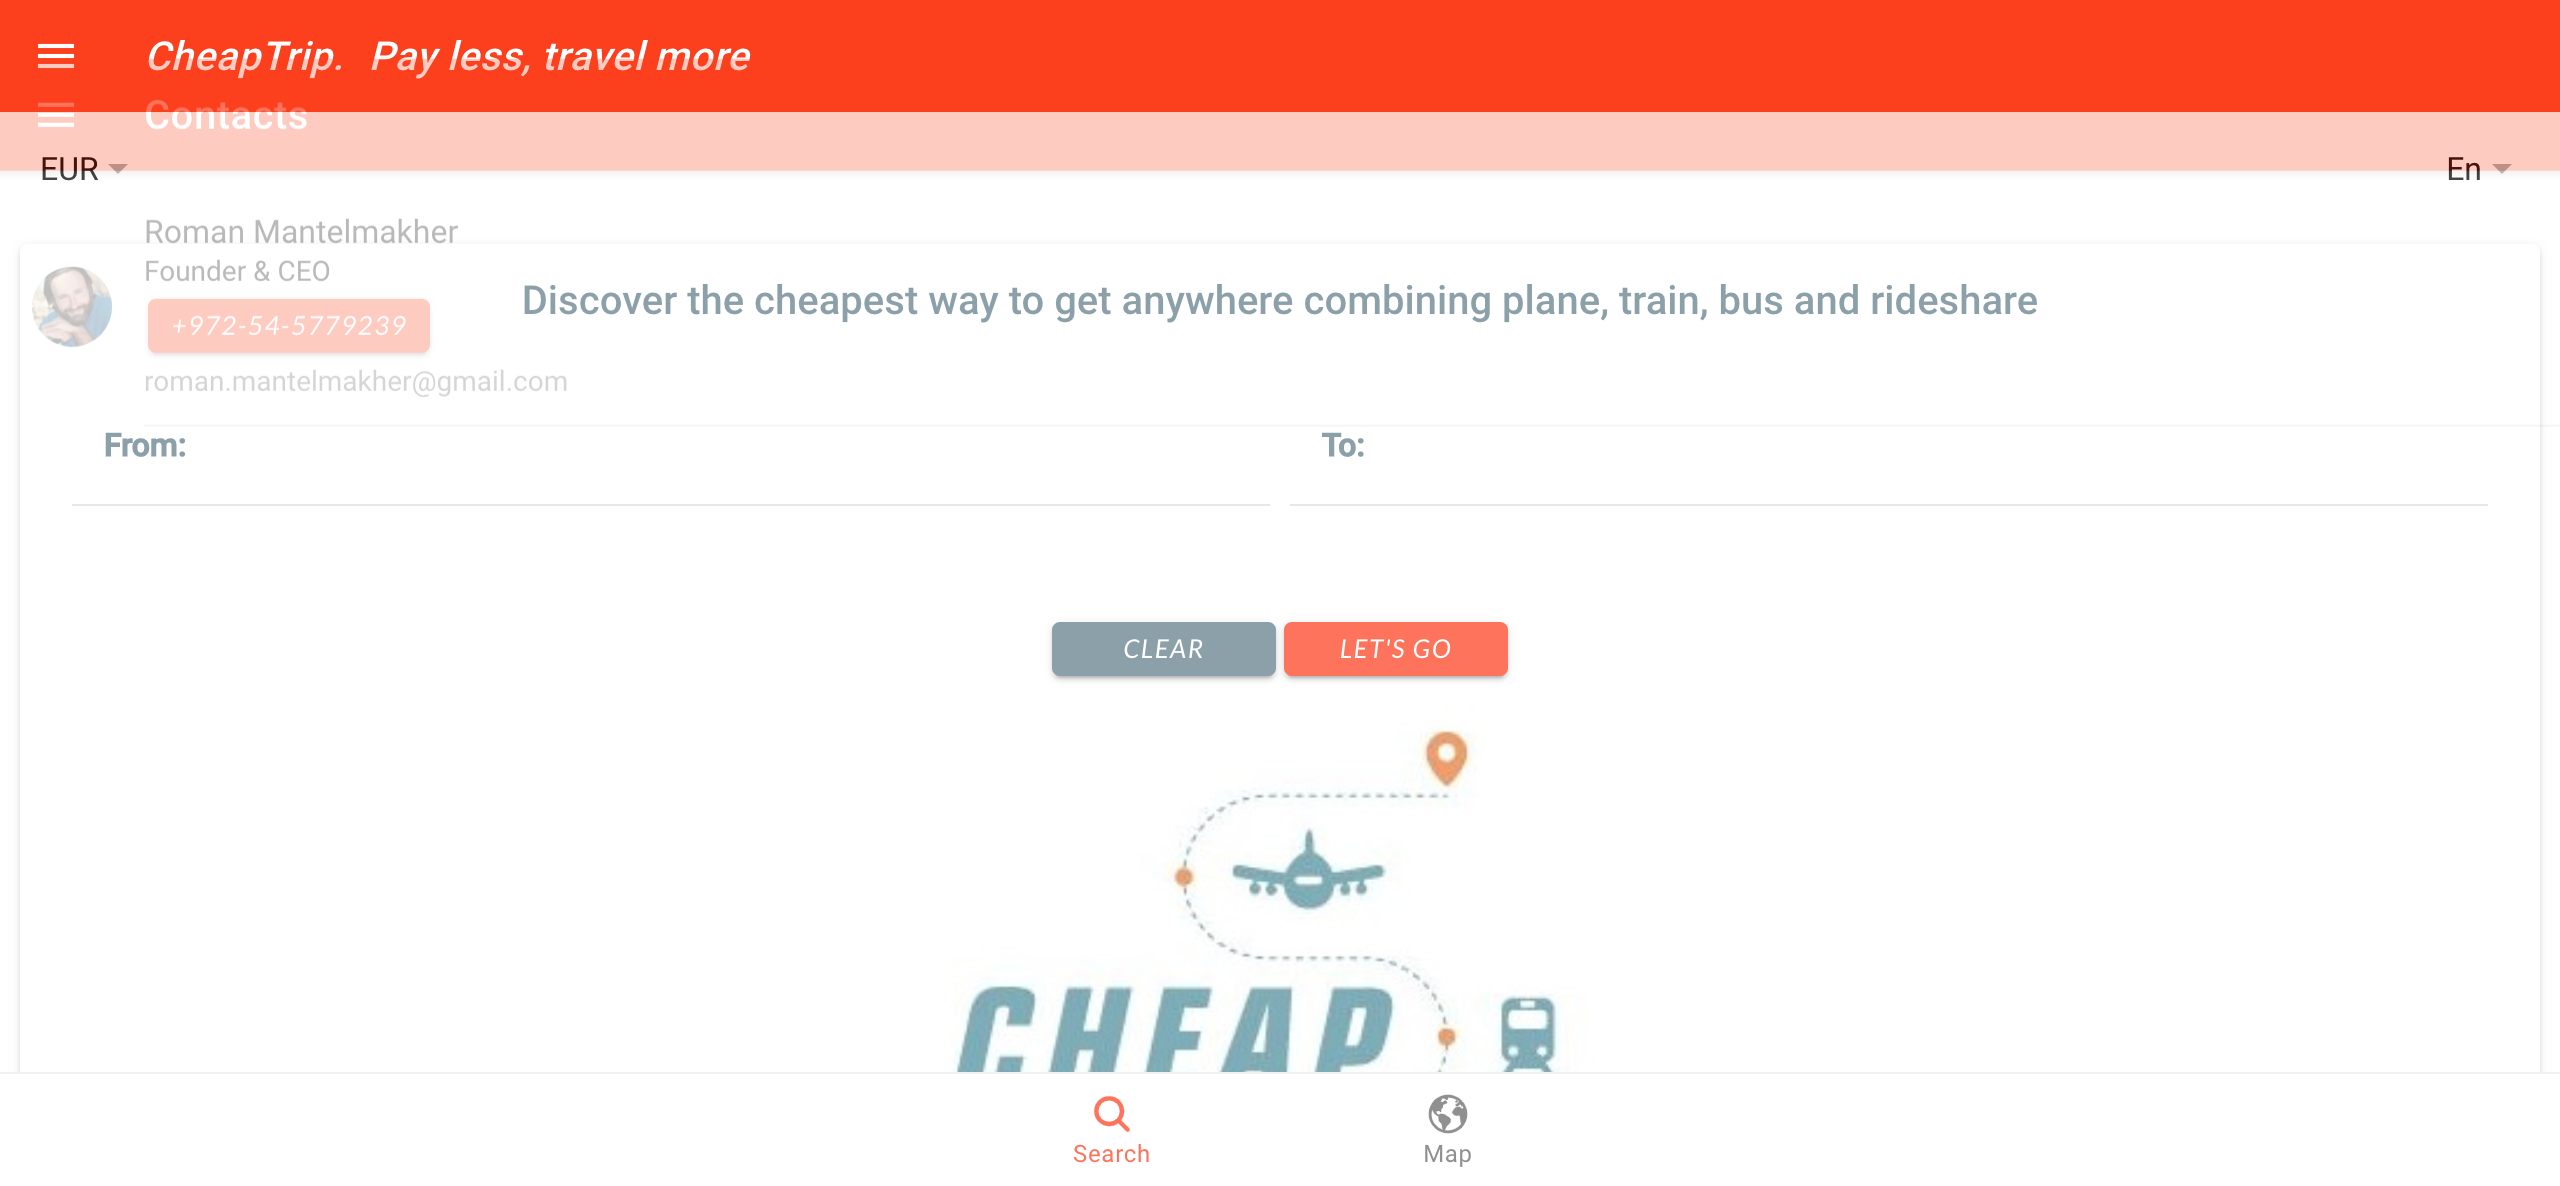 CheapTrip. Pay less, travel more
Contacts
EUR
En
Roman Mantelmakher
Founder & CEO
+972-54-5779239
Discover the cheapest way to get anywhere combining plane, train, bus and rideshare
roman.mantelmakher@gmail.com
From:
To:
CLEAR
LET'S GO
CHEAP
Search
Map